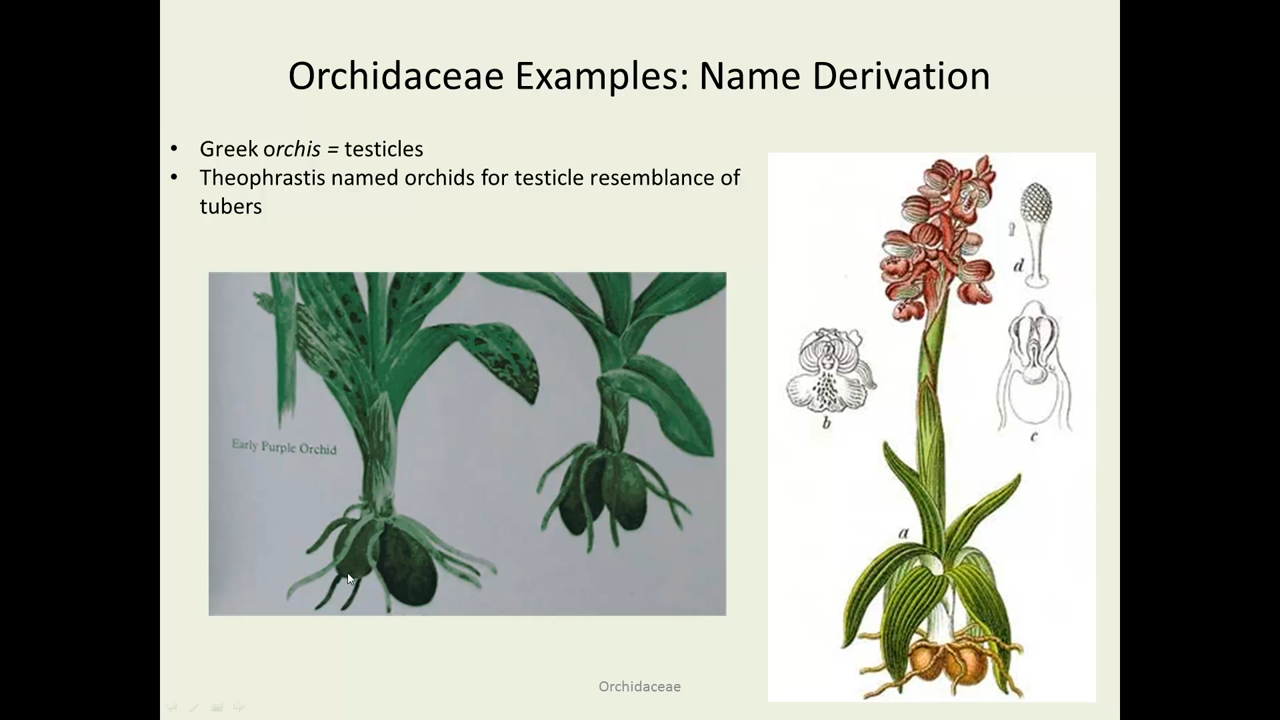 Orchidaceae Examples: Name Derivation
• Greek orchis = testicles
• Theophrastis named orchids for testicle resemblance of
tubers
Early Purple Orchid
d
b
c
a
Orchidaceae